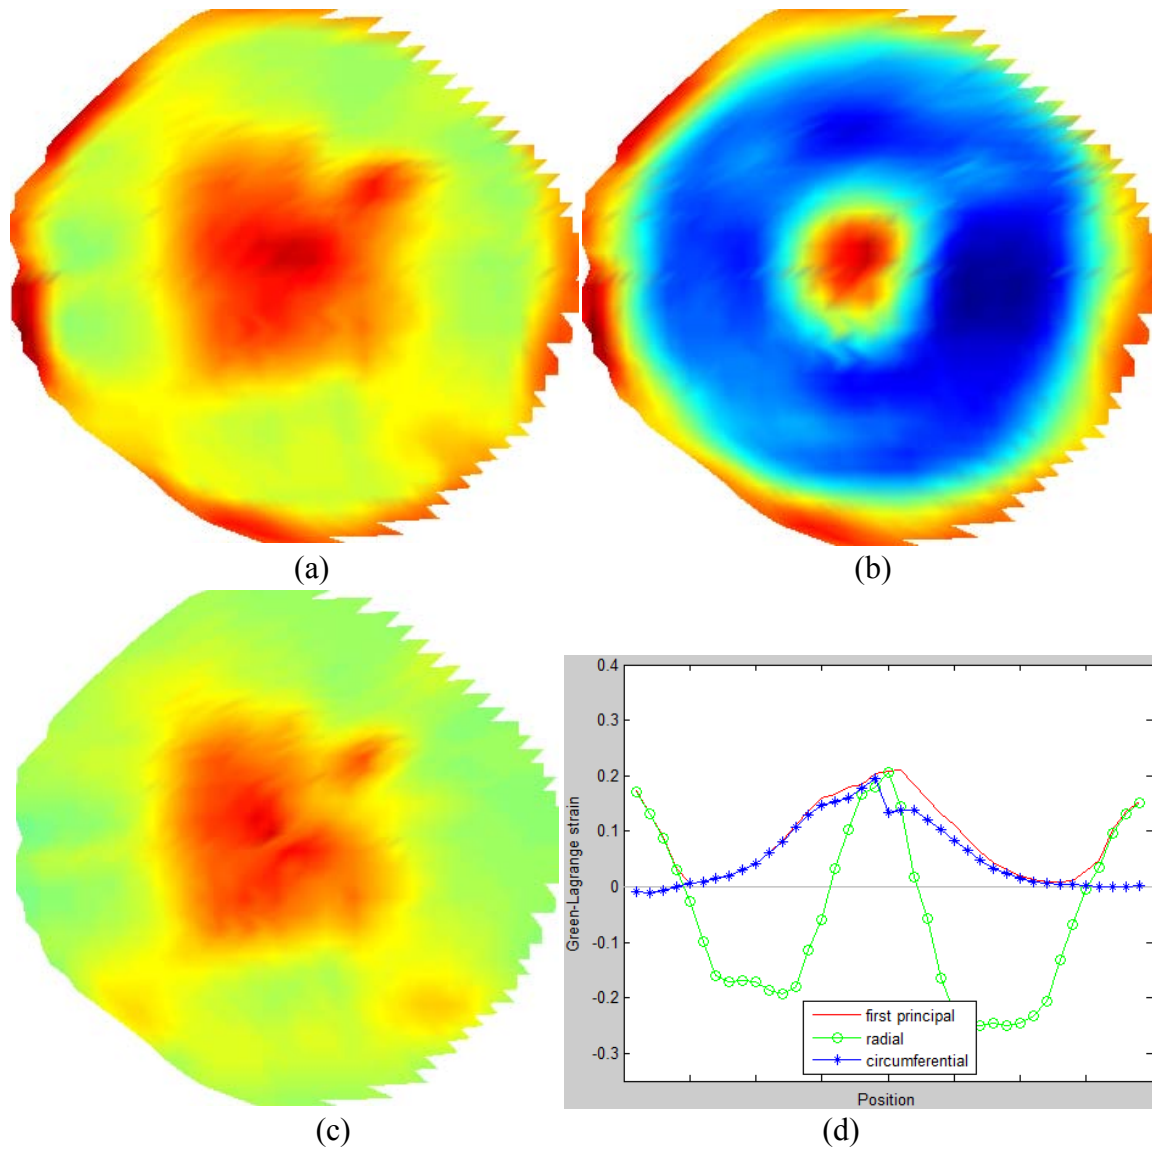 (a)
(b)
(c)
0.4
0.3
0.2
0.1
0
-0.1
-0.2
-0.3
Green-Lagrange strain
first principal
radial
circumferential
Position
(d)